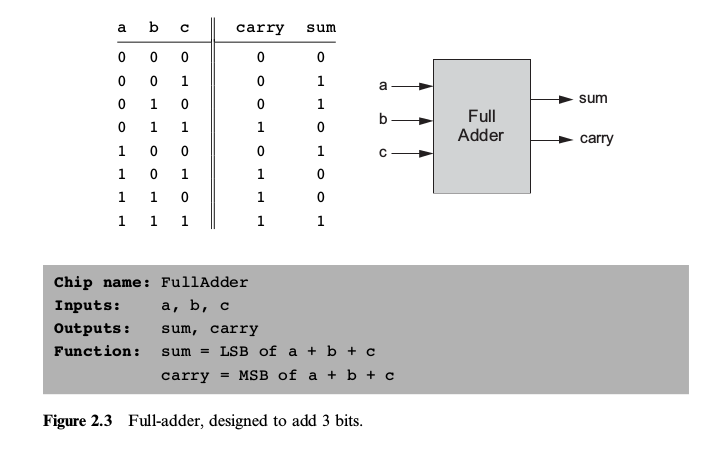 a b c carry sum
0 0 0 0 0
0 0 1 0 1
0 1 0 0 1
0 1 1 1 0
1 0 0 0 1
1 0 1 1 0
1 1 0 1 0
1 1 1 1 1
a
b
c
Full
Adder
sum
carry
Chip name: FullAdder
Inputs: a, b, c
Outputs: sum, carry
Function: sum = LSB of a + b + c
carry = MSB of a + b + c
Figure 2.3 Full-adder, designed to add 3 bits.